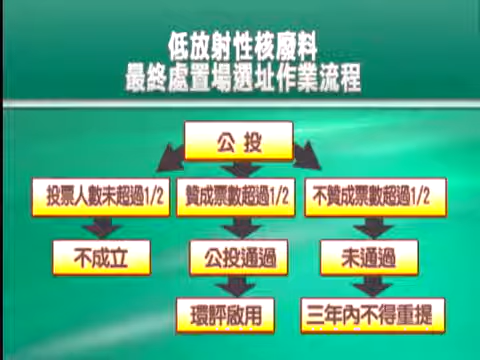 低放射性核廢料
最終處置場選址作業流程
公投
投票人數未超過1/2
贊成票數超過1/2
不贊成票數超過1/2
不成立
公投通過
未通過
環評啟用
三年內不得重提